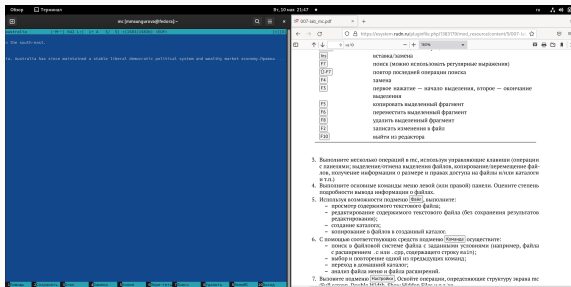 Обзор
Терминал
Вт, 10 мая 21:47
ru
mc [mmsungurova@fedora]:~
the south-east.
Australia has since maintained a stable liberal democratic political system and wealthy market economy.
007-lab_mc.pdf
Ins вставка/замена
F7 поиск (можно использовать регулярные выражения)
⇧-F7 повтор последней операции поиска
F4 замена
F3 первое нажатие — начало выделения, второе — окончание
выделения
F5 копировать выделенный фрагмент
F6 переместить выделенный фрагмент
F8 удалить выделенный фрагмент
F2 записать изменения в файл
F10 выйти из редактора
3. Выполните несколько операций в mc, используя управляющие клавиши (операции
с панелями; выделение/отмена выделения файлов, копирование/перемещение фай-
лов, получение информации о размере и правах доступа на файлы и/или каталоги
и т.п.)
4. Выполните основные команды меню левой (или правой) панели. Оцените степень
подробности вывода информации о файлах.
5. Используя возможности подменю Файл, выполните:
– просмотр содержимого текстового файла;
– редактирование содержимого текстового файла (без сохранения результатов
редактирования);
– создание каталога;
– копирование в файлов в созданный каталог.
6. С помощью соответствующих средств подменю Команда осуществите:
– поиск в файловой системе файла с заданными условиями (например, файла
с расширением .c или .cpp, содержащего строку main);
– выбор и повторение одной из предыдущих команд;
– переход в домашний каталог;
– анализ файла меню и файла расширений.
7. Вызовите подменю Настройки. Освойте операции, определяющие структуру экрана mc